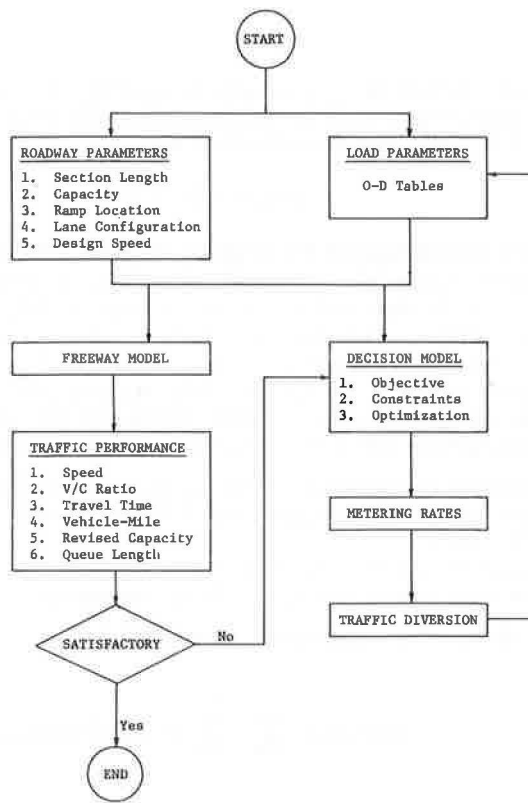 START
ROADWAY PARAMETERS
1. Section Length
2. Capacity
3. Ramp Location
4. Lane Configuration
5. Design Speed
LOAD PARAMETERS
O-D Tables
FREEWAY MODEL
DECISION MODEL
1. Objective
2. Constraints
3. Optimization
TRAFFIC PERFORMANCE
1. Speed
2. V/C Ratio
3. Travel Time
4. Vehicle-Mile
5. Revised Capacity
6. Queue Length
METERING RATES
TRAFFIC DIVERSION
SATISFACTORY
No
Yes
END